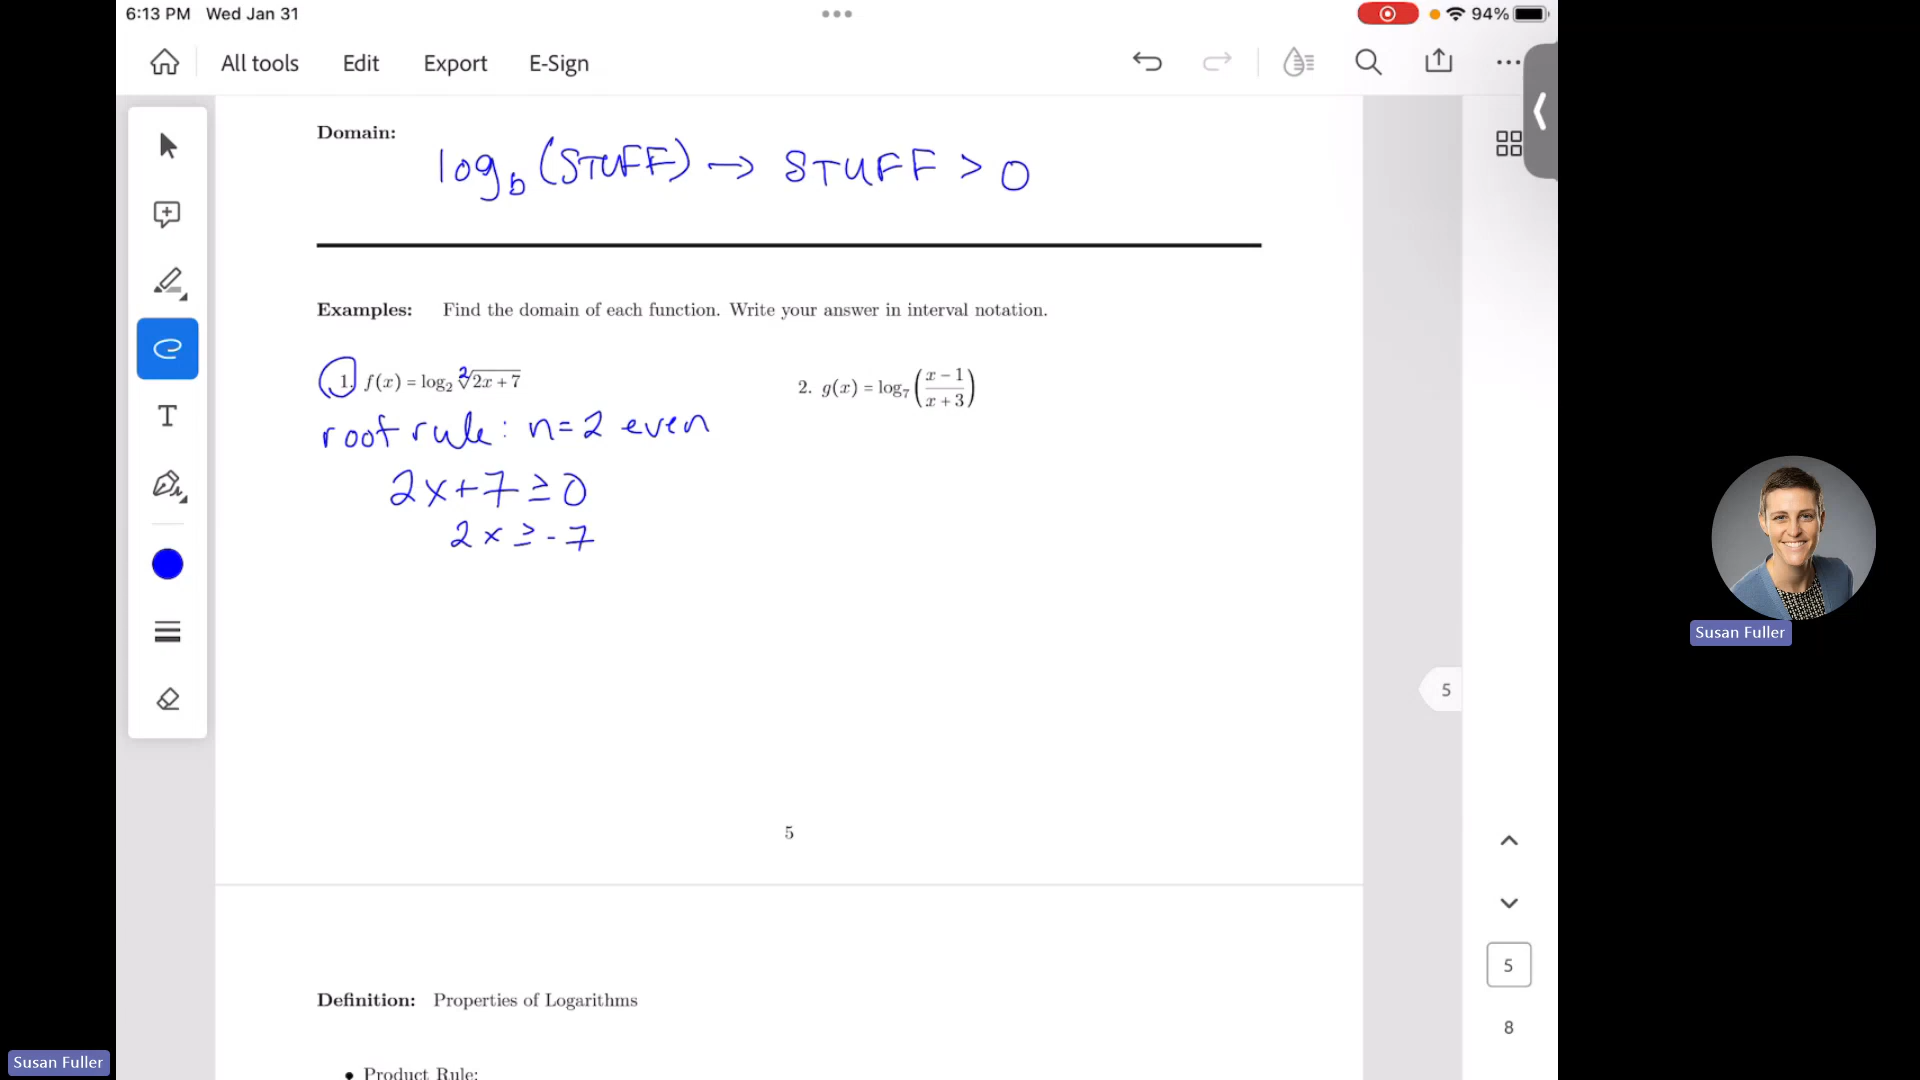 6:13 PM Wed Jan 31
94%
All tools Edit Export E-Sign
Domain:
log_b (STUFF) → STUFF > 0
Examples: Find the domain of each function. Write your answer in interval notation.
1. f(x) = log₂ ²√(2x + 7)
2. g(x) = log₇ ((x − 1)/(x + 3))
root rule: n=2 even
2x+7 ≥ 0
2x ≥ -7
T
5
5
5
8
Definition: Properties of Logarithms
• Product Rule:
Susan Fuller
Susan Fuller